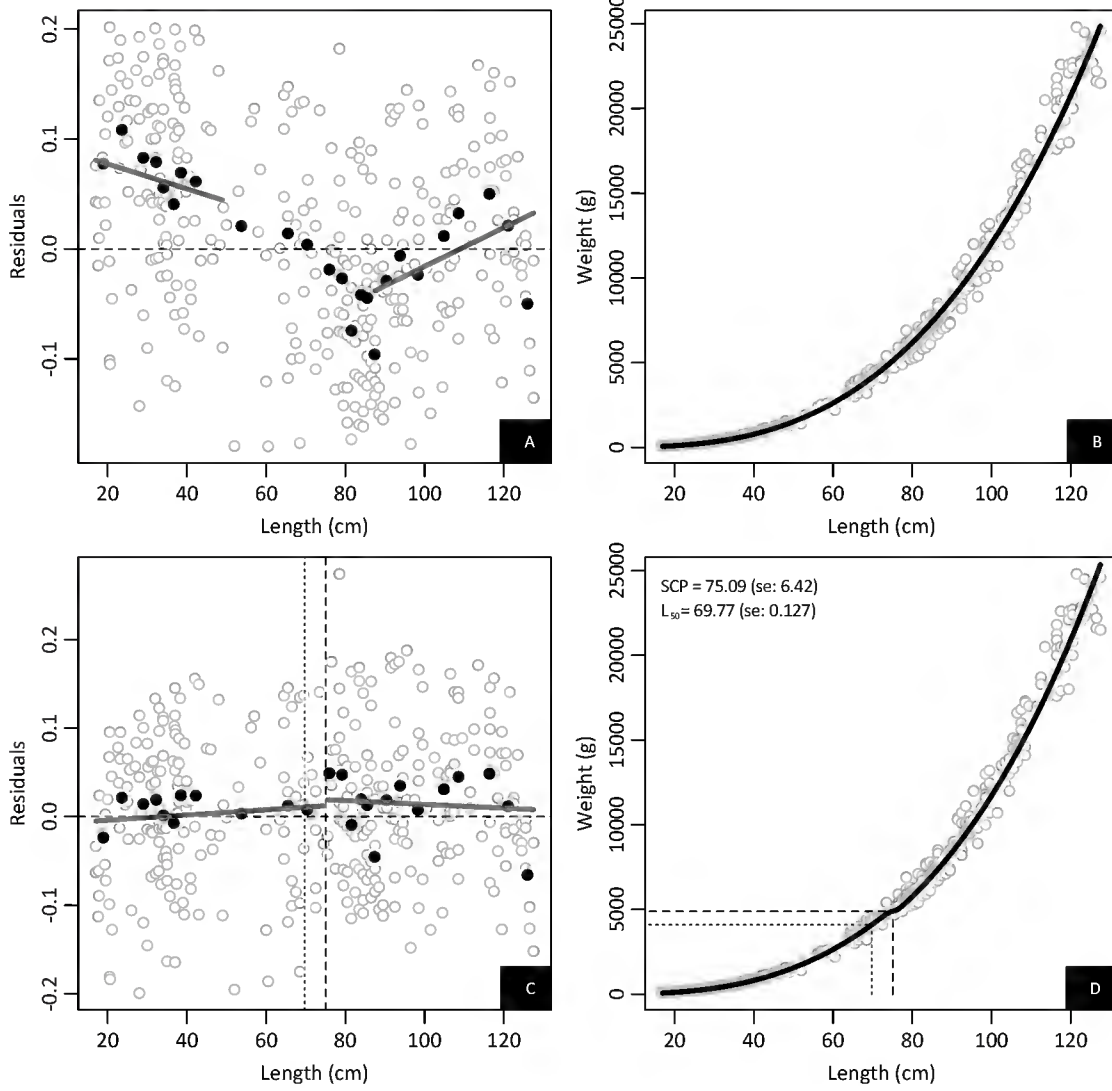 Residuals
0.2
0.1
0.0
-0.1
20 40 60 80 100 120
Length (cm)
A
Weight (g)
25000
20000
15000
10000
5000
0
20 40 60 80 100 120
Length (cm)
B
Residuals
0.2
0.1
0.0
-0.1
-0.2
20 40 60 80 100 120
Length (cm)
C
Weight (g)
25000
20000
15000
10000
5000
0
SCP = 75.09 (se: 6.42)
L50= 69.77 (se: 0.127)
20 40 60 80 100 120
Length (cm)
D